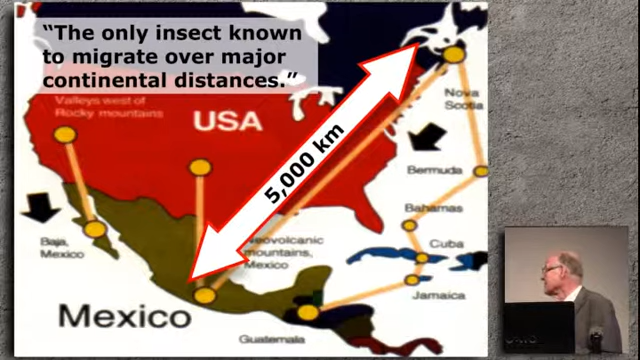 “The only insect known
to migrate over major
continental distances.”
Valleys west of
Rocky mountains
USA
Nova
Scotia
5,000 km
Bermuda
Bahamas
Baja,
Mexico
mountains,
Mexico
Cuba
Jamaica
Mexico
Guatemala